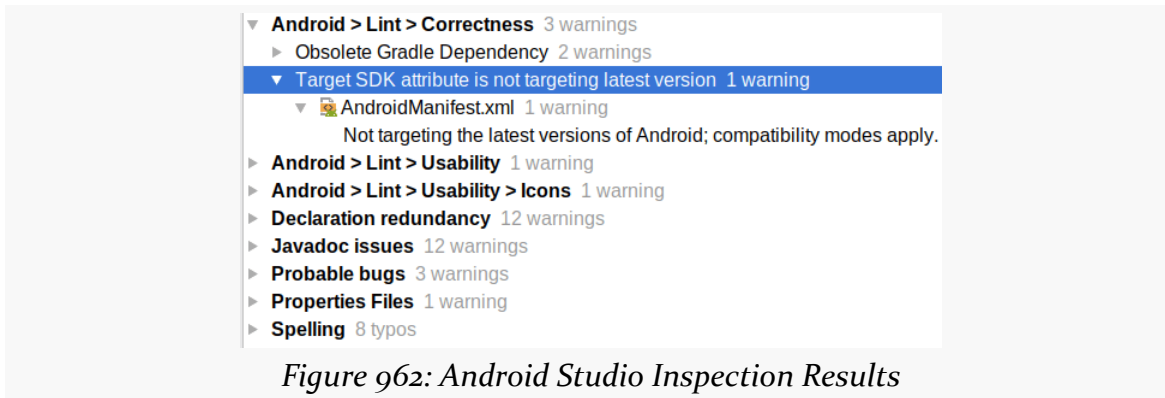 Android > Lint > Correctness 3 warnings
Obsolete Gradle Dependency 2 warnings
Target SDK attribute is not targeting latest version 1 warning
AndroidManifest.xml 1 warning
Not targeting the latest versions of Android; compatibility modes apply.
Android > Lint > Usability 1 warning
Android > Lint > Usability > Icons 1 warning
Declaration redundancy 12 warnings
Javadoc issues 12 warnings
Probable bugs 3 warnings
Properties Files 1 warning
Spelling 8 typos
Figure 962: Android Studio Inspection Results